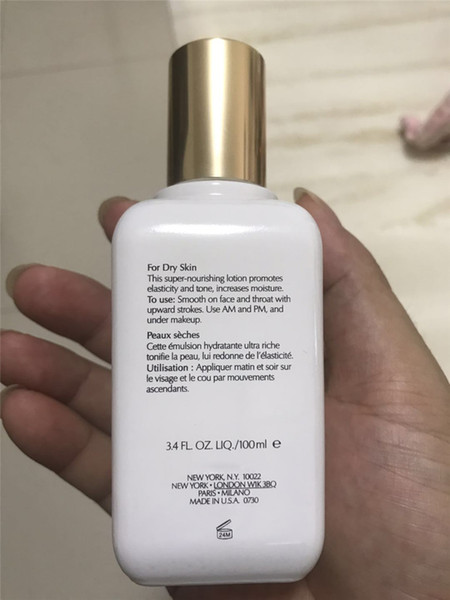 For Dry Skin
This super-nourishing lotion promotes
elasticity and tone, increases moisture.
To use: Smooth on face and throat with
upward strokes. Use AM and PM, and
under makeup.
Peaux sèches
Cette émulsion hydratante ultra riche
tonifie la peau, lui redonne de l'élasticité.
Utilisation : Appliquer matin et soir sur
le visage et le cou par mouvements
ascendants.
3.4 FL. OZ. LIQ./100ml ℮
NEW YORK, N.Y. 10022
NEW YORK • LONDON W1K 3BQ
PARIS • MILANO
MADE IN U.S.A. 0730
24M